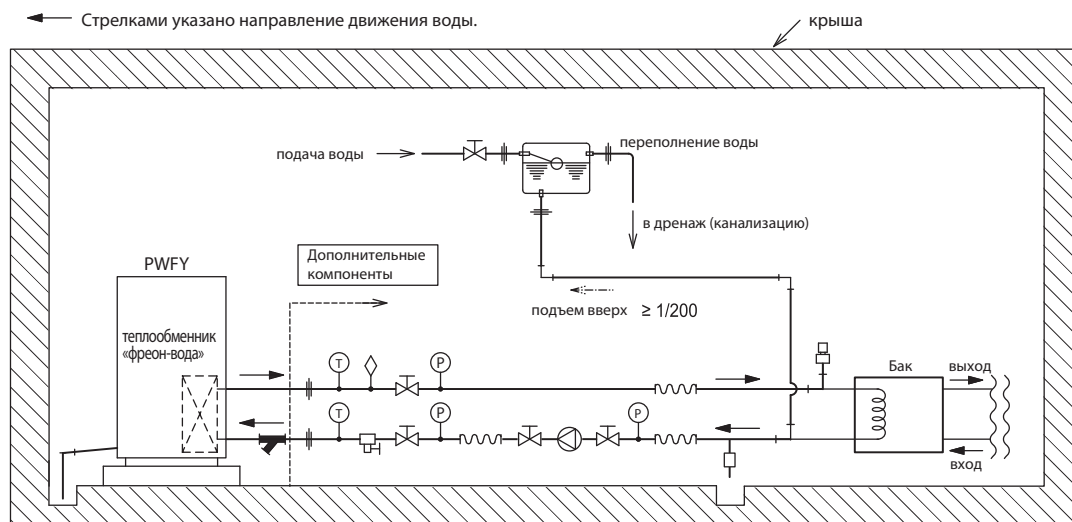 Стрелками указано направление движения воды.
крыша
подача воды
переполнение воды
в дренаж (канализацию)
PWFY
Дополнительные
компоненты
подъем вверх ≥ 1/200
теплообменник
«фреон-вода»
T
P
Бак
выход
T
P
P
вход